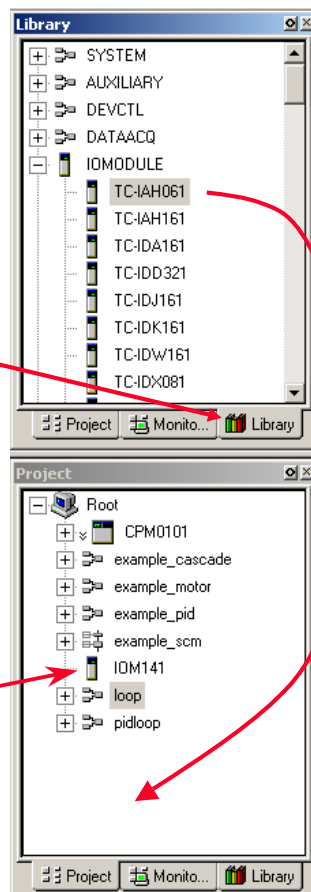 Library
SYSTEM
AUXILIARY
DEVCTL
DATAACQ
IOMODULE
TC-IAH061
TC-IAH161
TC-IDA161
TC-IDD321
TC-IDJ161
TC-IDK161
TC-IDW161
TC-IDX081
Project Monito... Library
Project
Root
CPM0101
example_cascade
example_motor
example_pid
example_scm
IOM141
loop
pidloop
Project Monito... Library